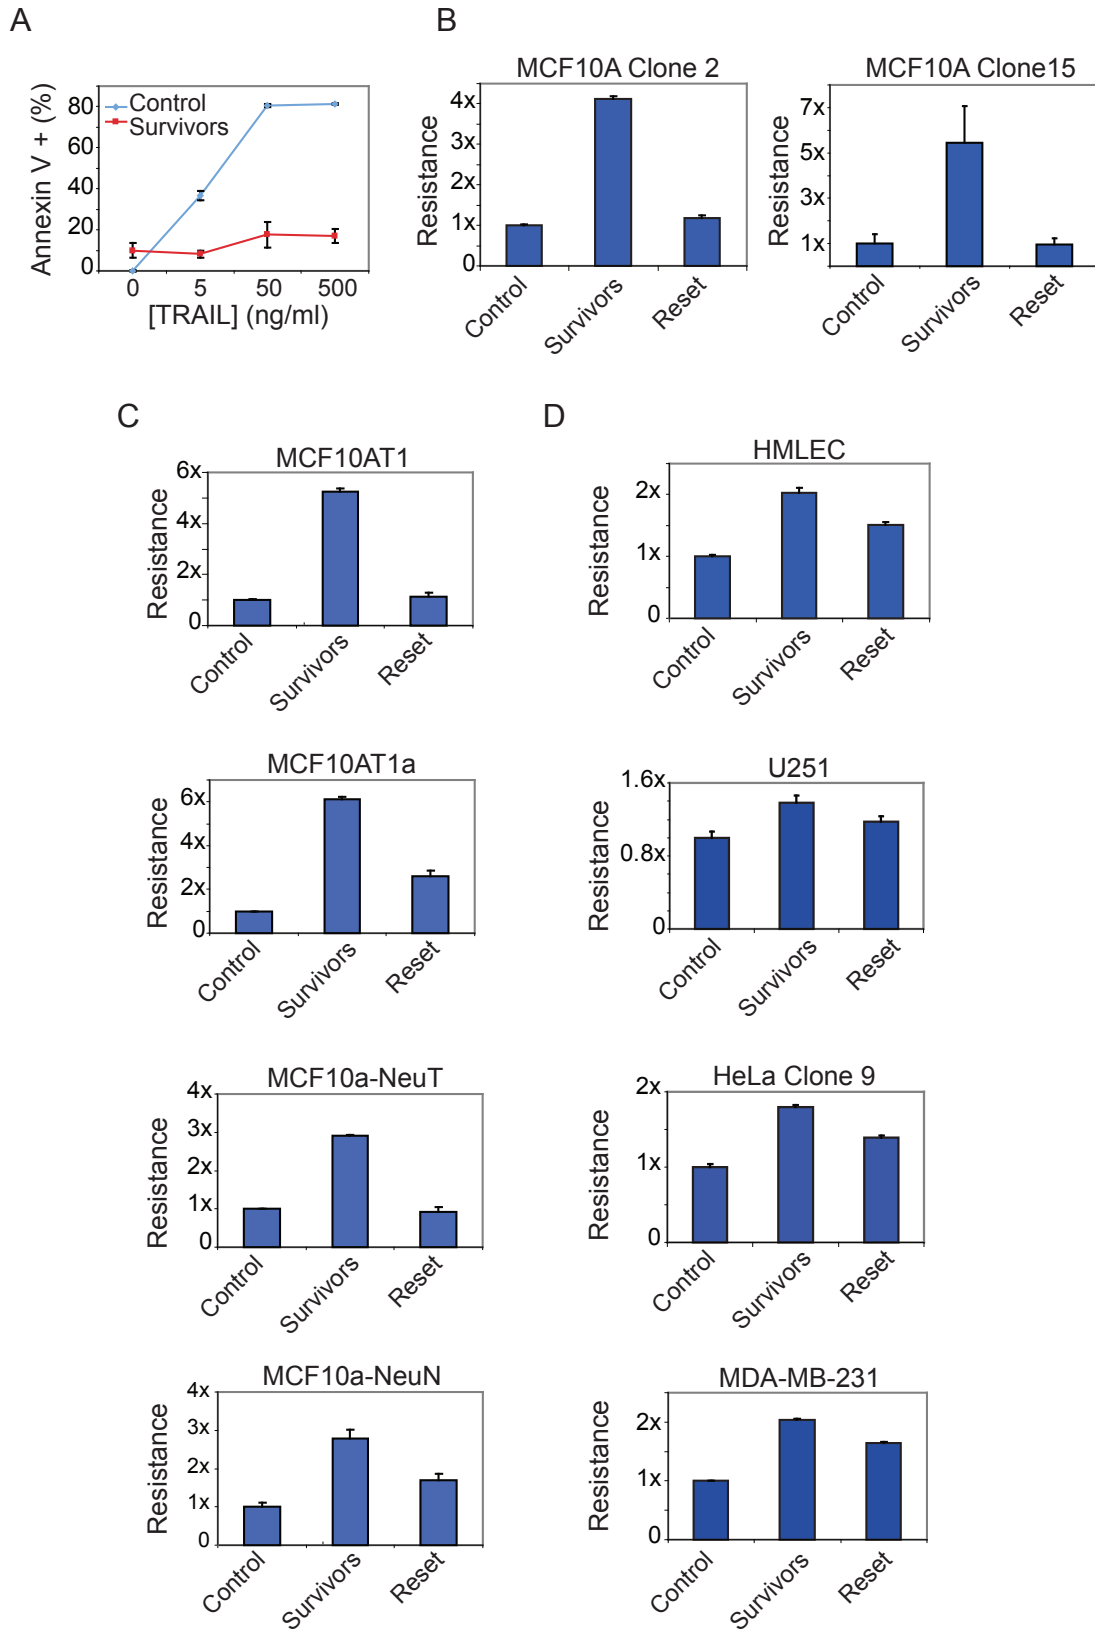 A
Annexin V + (%)
80
60
40
20
0
Control
Survivors
0 5 50 500
[TRAIL] (ng/ml)
B
MCF10A Clone 2
Resistance
4x
3x
2x
1x
0
Control Survivors Reset
MCF10A Clone15
Resistance
7x
5x
3x
1x
Control Survivors Reset
C
MCF10AT1
Resistance
6x
4x
2x
0
Control Survivors Reset
MCF10AT1a
Resistance
6x
4x
2x
0
Control Survivors Reset
MCF10a-NeuT
Resistance
4x
3x
2x
1x
0
Control Survivors Reset
MCF10a-NeuN
Resistance
4x
3x
2x
1x
0
Control Survivors Reset
D
HMLEC
Resistance
2x
1x
0
Control Survivors Reset
U251
Resistance
1.6x
0.8x
0
Control Survivors Reset
HeLa Clone 9
Resistance
2x
1x
0
Control Survivors Reset
MDA-MB-231
Resistance
2x
1x
0
Control Survivors Reset